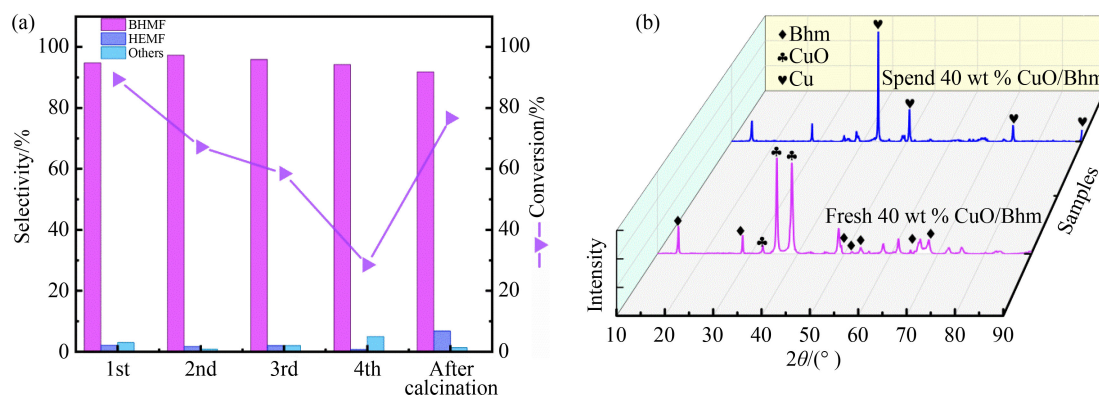 (a)
BHMF
HEMF
Others
100
80
60
40
20
0
Selectivity/%
1st
2nd
3rd
4th
After
calcination
100
80
60
40
20
0
Conversion/%
(b)
Bhm
CuO
Cu
Spend 40 wt % CuO/Bhm
Fresh 40 wt % CuO/Bhm
Intensity
Samples
10 20 30 40 50 60 70 80 90
2θ/(°)